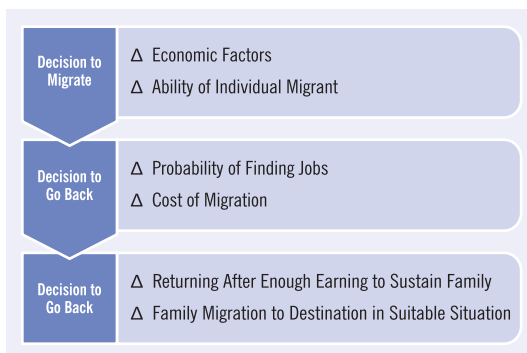 Decision to
Migrate
Δ Economic Factors
Δ Ability of Individual Migrant
Decision to
Go Back
Δ Probability of Finding Jobs
Δ Cost of Migration
Decision to
Go Back
Δ Returning After Enough Earning to Sustain Family
Δ Family Migration to Destination in Suitable Situation